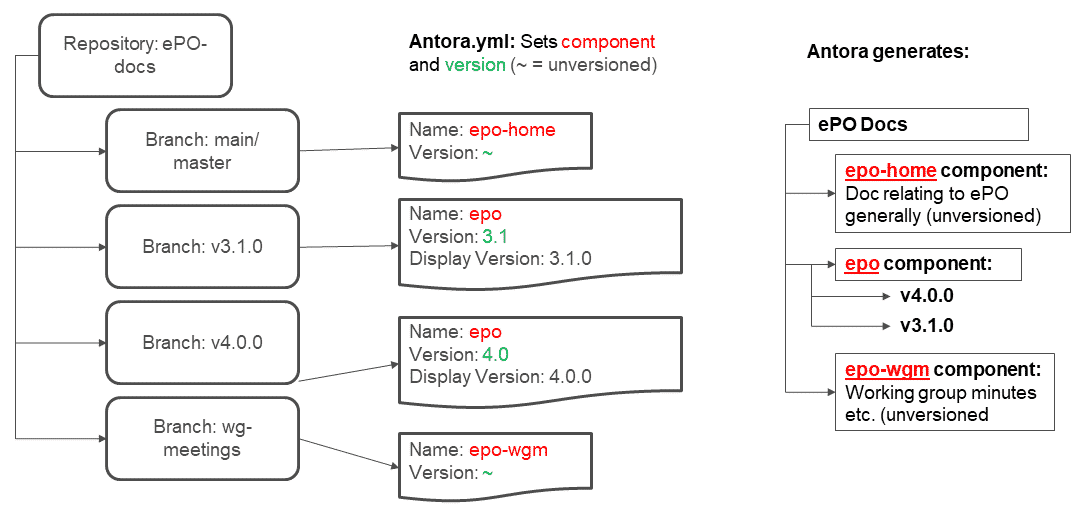 Repository: ePO-
docs
Antora.yml: Sets component
and version (~ = unversioned)
Antora generates:
Branch: main/
master
Name: epo-home
Version: ~
Branch: v3.1.0
Name: epo
Version: 3.1
Display Version: 3.1.0
Branch: v4.0.0
Name: epo
Version: 4.0
Display Version: 4.0.0
Branch: wg-
meetings
Name: epo-wgm
Version: ~
ePO Docs
epo-home component:
Doc relating to ePO
generally (unversioned)
epo component:
v4.0.0
v3.1.0
epo-wgm component:
Working group minutes
etc. (unversioned